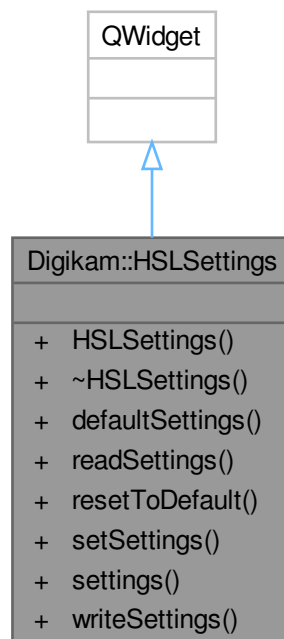 QWidget
Digikam::HSLSettings
+ HSLSettings()
+ ~HSLSettings()
+ defaultSettings()
+ readSettings()
+ resetToDefault()
+ setSettings()
+ settings()
+ writeSettings()